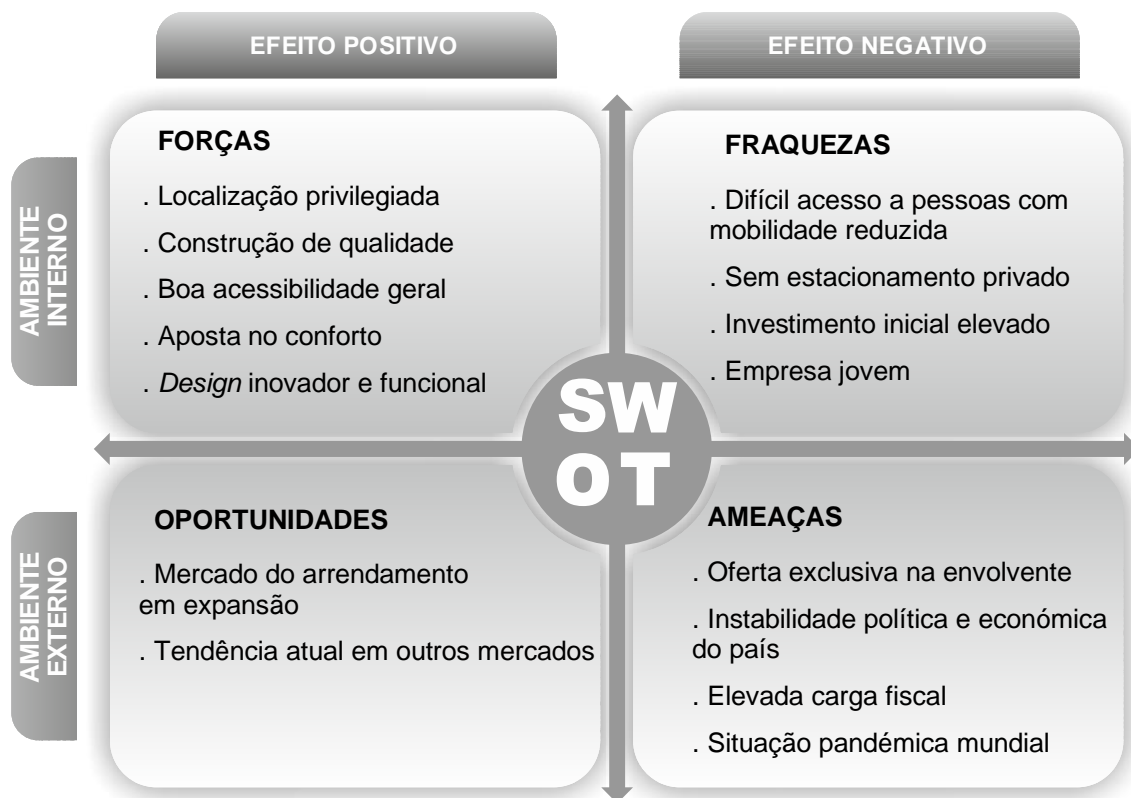 EFEITO POSITIVO
EFEITO NEGATIVO
AMBIENTE
INTERNO
FORÇAS
. Localização privilegiada
. Construção de qualidade
. Boa acessibilidade geral
. Aposta no conforto
. Design inovador e funcional
FRAQUEZAS
. Difícil acesso a pessoas com
mobilidade reduzida
. Sem estacionamento privado
. Investimento inicial elevado
. Empresa jovem
SW
OT
AMBIENTE
EXTERNO
OPORTUNIDADES
. Mercado do arrendamento
em expansão
. Tendência atual em outros mercados
AMEAÇAS
. Oferta exclusiva na envolvente
. Instabilidade política e económica
do país
. Elevada carga fiscal
. Situação pandémica mundial